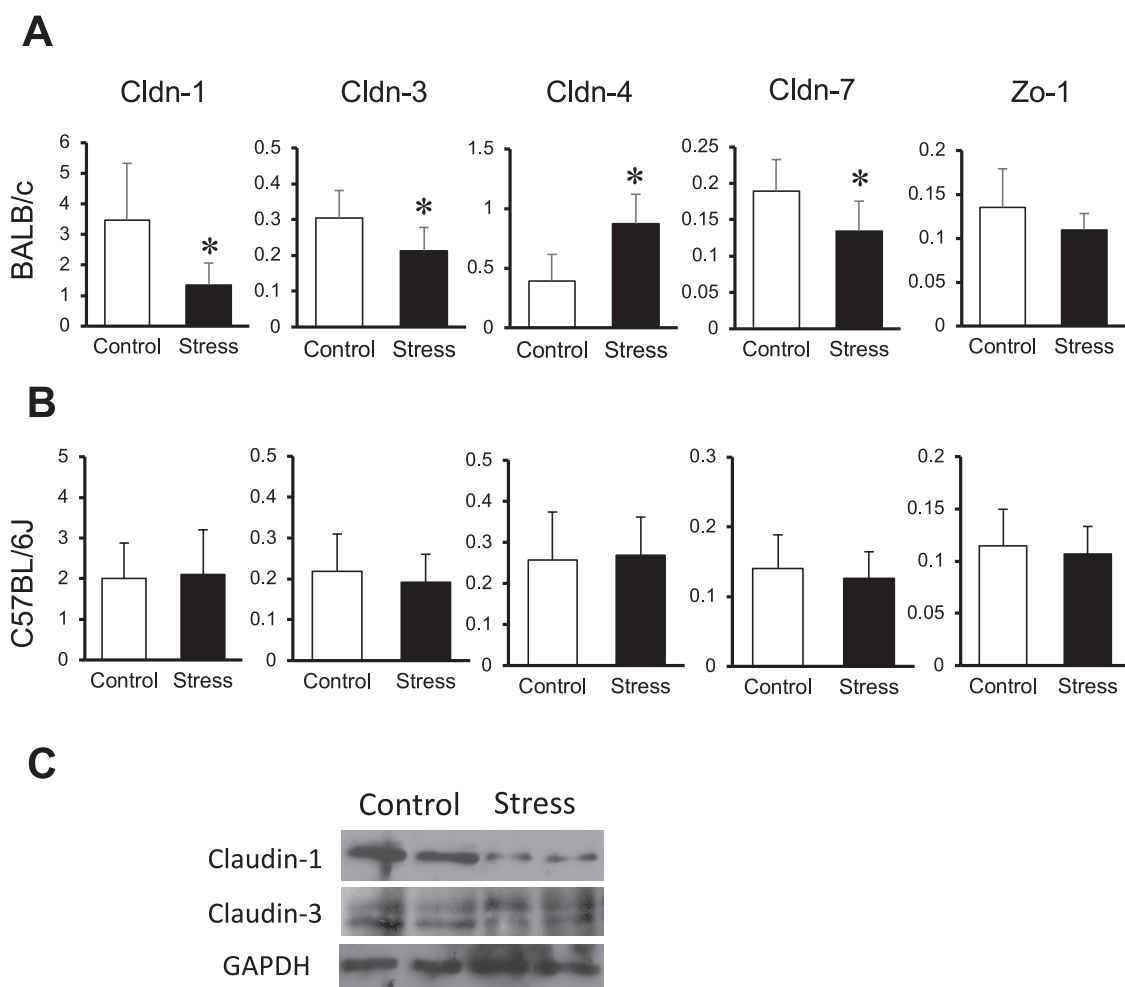 A
Cldn-1 Cldn-3 Cldn-4 Cldn-7 Zo-1
BALB/c
6
5
4
3
2
1
0
Control Stress
*
0.5
0.4
0.3
0.2
0.1
0
Control Stress
*
1.5
1
0.5
0
Control Stress
*
0.25
0.2
0.15
0.1
0.05
0
Control Stress
*
0.2
0.15
0.1
0.05
0
Control Stress
B
C57BL/6J
5
4
3
2
1
0
Control Stress
0.5
0.4
0.3
0.2
0.1
0
Control Stress
0.5
0.4
0.3
0.2
0.1
0
Control Stress
0.3
0.2
0.1
0
Control Stress
0.2
0.15
0.1
0.05
0
Control Stress
C
Control Stress
Claudin-1
Claudin-3
GAPDH